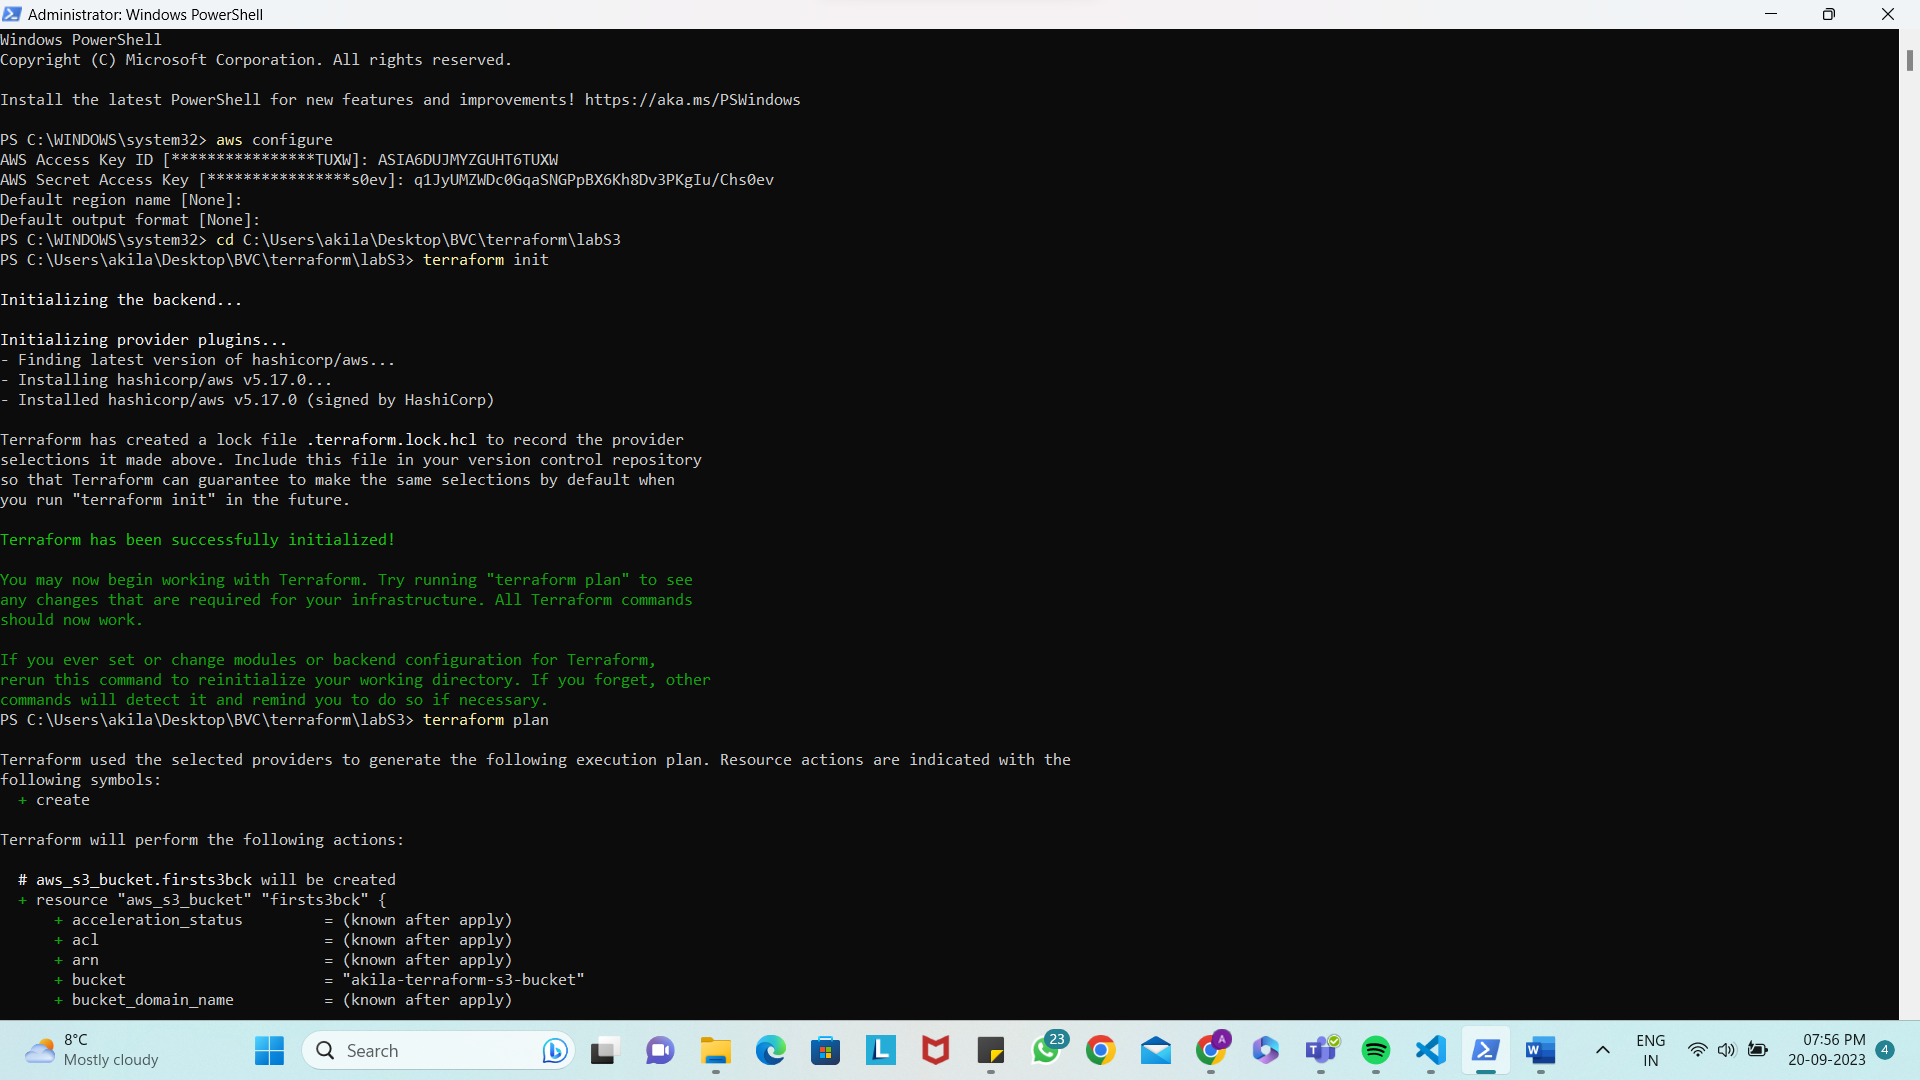 Administrator: Windows PowerShell
Windows PowerShell
Copyright (C) Microsoft Corporation. All rights reserved.
Install the latest PowerShell for new features and improvements! https://aka.ms/PSWindows
PS C:\WINDOWS\system32> aws configure
AWS Access Key ID [****************TUXW]: ASIA6DUJMYZGUHT6TUXW
AWS Secret Access Key [****************s0ev]: q1JyUMZWDc0GqaSNGPpBX6Kh8Dv3PKgIu/Chs0ev
Default region name [None]:
Default output format [None]:
PS C:\WINDOWS\system32> cd C:\Users\akila\Desktop\BVC\terraform\labS3
PS C:\Users\akila\Desktop\BVC\terraform\labS3> terraform init
Initializing the backend...
Initializing provider plugins...
- Finding latest version of hashicorp/aws...
- Installing hashicorp/aws v5.17.0...
- Installed hashicorp/aws v5.17.0 (signed by HashiCorp)
Terraform has created a lock file .terraform.lock.hcl to record the provider
selections it made above. Include this file in your version control repository
so that Terraform can guarantee to make the same selections by default when
you run "terraform init" in the future.
Terraform has been successfully initialized!
You may now begin working with Terraform. Try running "terraform plan" to see
any changes that are required for your infrastructure. All Terraform commands
should now work.
If you ever set or change modules or backend configuration for Terraform,
rerun this command to reinitialize your working directory. If you forget, other
commands will detect it and remind you to do so if necessary.
PS C:\Users\akila\Desktop\BVC\terraform\labS3> terraform plan
Terraform used the selected providers to generate the following execution plan. Resource actions are indicated with the
following symbols:
+ create
Terraform will perform the following actions:
# aws_s3_bucket.firsts3bck will be created
+ resource "aws_s3_bucket" "firsts3bck" {
+ acceleration_status = (known after apply)
+ acl = (known after apply)
+ arn = (known after apply)
+ bucket = "akila-terraform-s3-bucket"
+ bucket_domain_name = (known after apply)
8°C
Mostly cloudy
Search
L
23
A
T
W
ENG
IN
07:56 PM
20-09-2023
4